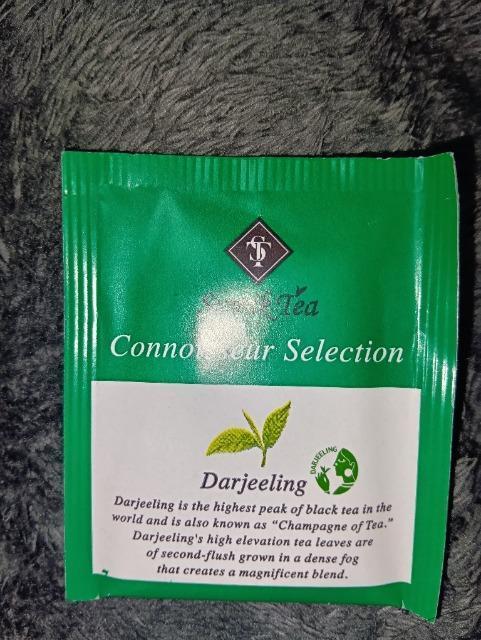 ST
Tea
Selection
Darjeeling
DARJEELING
Darjeeling is the highest peak of black tea in the
world and is also known as "Champagne of Tea."
Darjeeling's high elevation tea leaves are
of second-flush grown in a dense fog
that creates a magnificent blend.